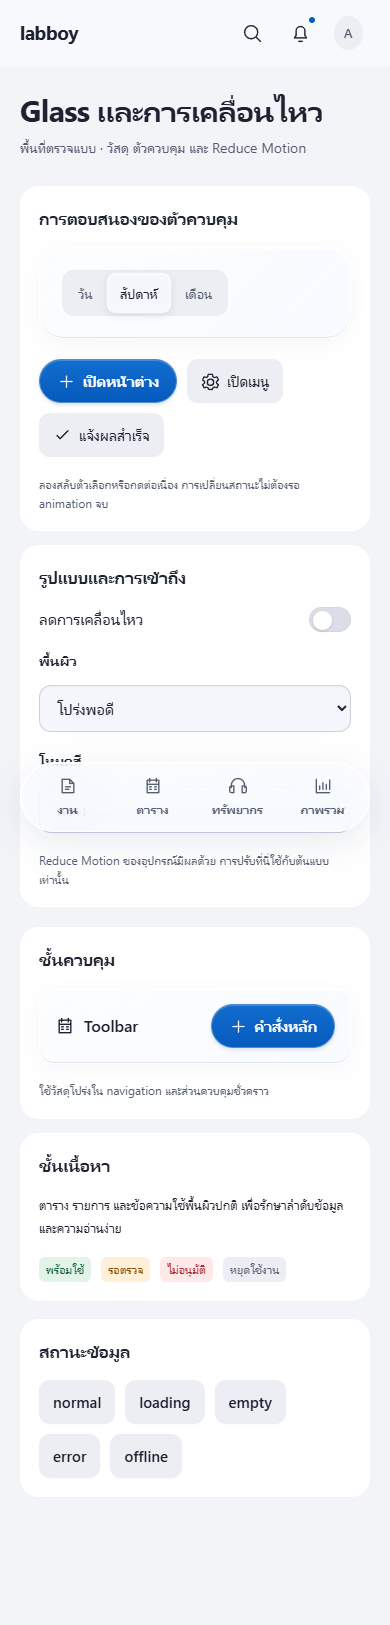 labboy
A
Glass และการเคลื่อนไหว
พื้นที่ตรวจแบบ · วัสดุ ตัวควบคุม และ Reduce Motion
การตอบสนองของตัวควบคุม
วัน สัปดาห์ เดือน
เปิดหน้าต่าง เปิดเมนู
แจ้งผลสำเร็จ
ลองสลับตัวเลือกหรือกดต่อเนื่อง การเปลี่ยนสถานะไม่ต้องรอ
animation จบ
รูปแบบและการเข้าถึง
ลดการเคลื่อนไหว
พื้นผิว
โปร่งพอดี
โหมดสี
งาน ตาราง ทรัพยากร ภาพรวม
Reduce Motion ของอุปกรณ์มีผลด้วย การปรับที่นี่ใช้กับต้นแบบ
เท่านั้น
ชั้นควบคุม
Toolbar คำสั่งหลัก
ใช้วัสดุโปร่งใน navigation และส่วนควบคุมชั่วคราว
ชั้นเนื้อหา
ตาราง รายการ และข้อความใช้พื้นผิวปกติ เพื่อรักษาลำดับข้อมูล
และความอ่านง่าย
พร้อมใช้ รอตรวจ ไม่อนุมัติ หยุดใช้งาน
สถานะข้อมูล
normal loading empty
error offline